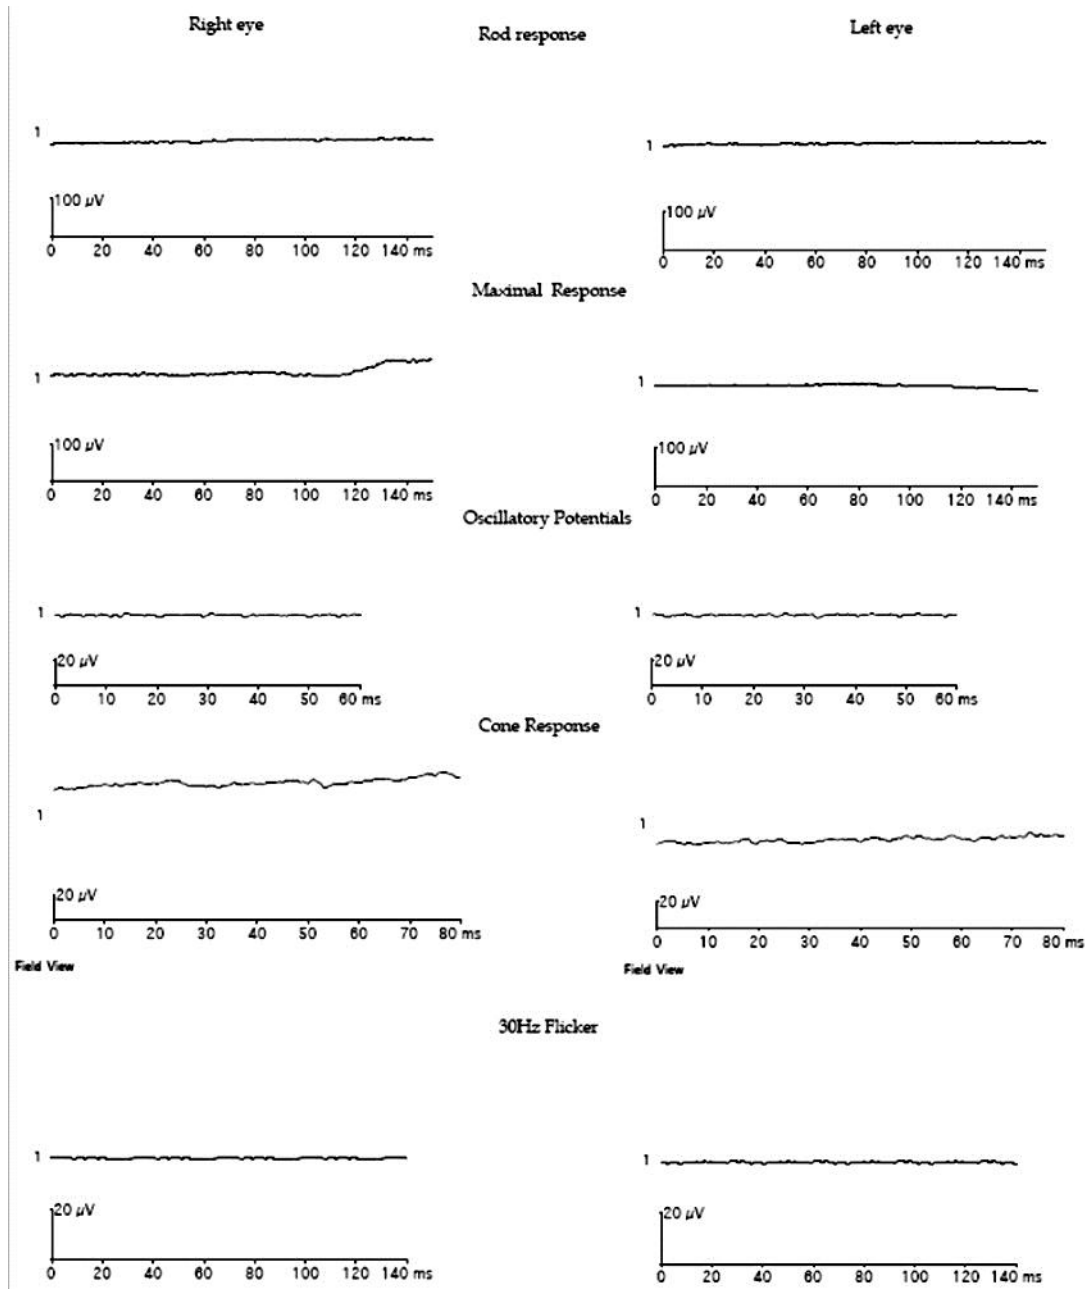 Right eye
Rod response
Left eye
1
1
100 µV
100 µV
0 20 40 60 80 100 120 140 ms
0 20 40 60 80 100 120 140 ms
Maximal Response
1
1
100 µV
100 µV
0 20 40 60 80 100 120 140 ms
0 20 40 60 80 100 120 140 ms
Oscillatory Potentials
1
1
20 µV
20 µV
0 10 20 30 40 50 60 ms
0 10 20 30 40 50 60 ms
Cone Response
1
1
20 µV
20 µV
0 10 20 30 40 50 60 70 80 ms
0 10 20 30 40 50 60 70 80 ms
Field View
Field View
30Hz Flicker
1
1
20 µV
20 µV
0 20 40 60 80 100 120 140 ms
0 20 40 60 80 100 120 140 ms